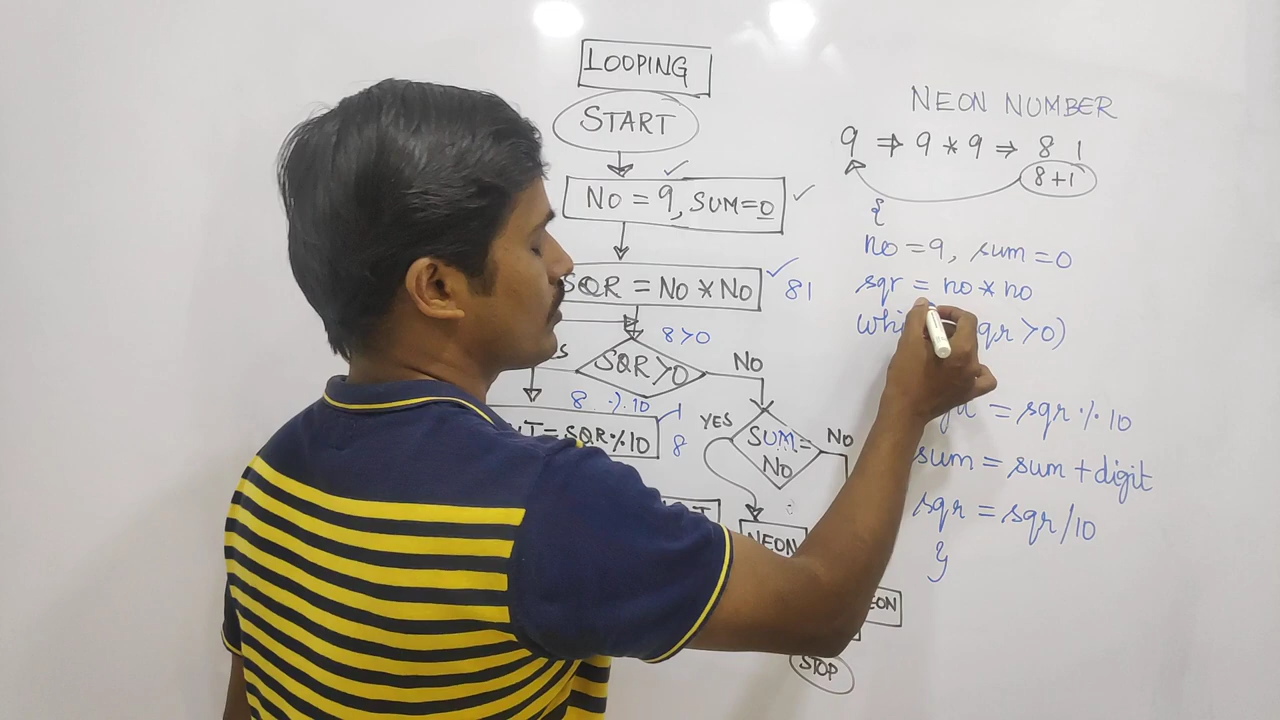 LOOPING
START
NO = 9, SUM=0
SQR = NO * NO
81
8>0
SQR>0
NO
8 % 10
=SQR%10
1
8
YES
SUM=
NO
NO
NEON
STOP
NEON NUMBER
9 ⇒ 9 * 9 ⇒ 8 1
8+1
{
no = 9, sum = 0
sqr = no * no
>0)
= sqr % 10
sum = sum + digit
sqr = sqr/10
}